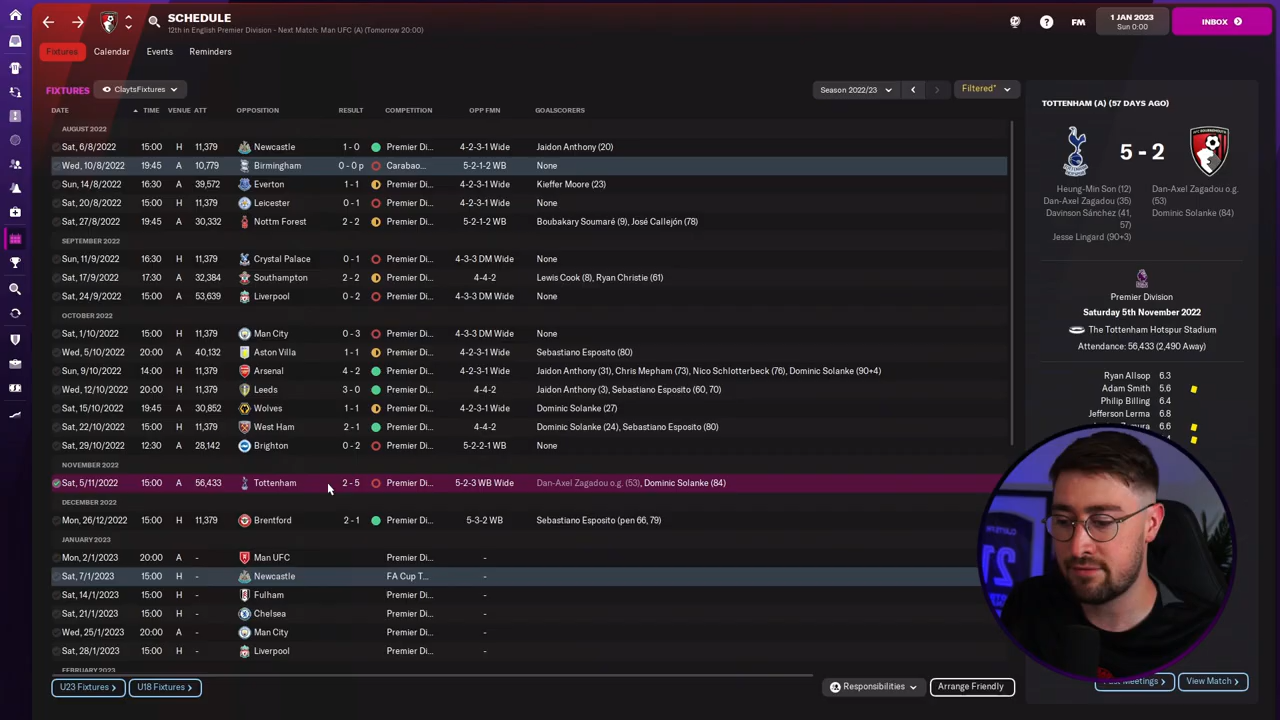 SCHEDULE
12th in English Premier Division - Next Match: Man UFC (A) (Tomorrow 20:00)
FM
1 JAN 2023
Sun 0:00
INBOX
Fixtures Calendar Events Reminders
FIXTURES ClaytsFixtures Season 2022/23 Filtered*
DATE TIME VENUE ATT OPPOSITION RESULT COMPETITION OPP FMN GOALSCORERS
AUGUST 2022
Sat, 6/8/2022 15:00 H 11,379 Newcastle 1 - 0 Premier Di... 4-2-3-1 Wide Jaidon Anthony (20)
Wed, 10/8/2022 19:45 A 10,779 Birmingham 0 - 0 p Carabao... 5-2-1-2 WB None
Sun, 14/8/2022 16:30 A 39,572 Everton 1 - 1 Premier Di... 4-2-3-1 Wide Kieffer Moore (23)
Sat, 20/8/2022 15:00 H 11,379 Leicester 0 - 1 Premier Di... 4-2-3-1 Wide None
Sat, 27/8/2022 19:45 A 30,332 Nottm Forest 2 - 2 Premier Di... 5-2-1-2 WB Boubakary Soumaré (9), José Callejón (78)
SEPTEMBER 2022
Sun, 11/9/2022 16:30 H 11,379 Crystal Palace 0 - 1 Premier Di... 4-3-3 DM Wide None
Sat, 17/9/2022 17:30 A 32,384 Southampton 2 - 2 Premier Di... 4-4-2 Lewis Cook (8), Ryan Christie (61)
Sat, 24/9/2022 15:00 A 53,639 Liverpool 0 - 2 Premier Di... 4-3-3 DM Wide None
OCTOBER 2022
Sat, 1/10/2022 15:00 H 11,379 Man City 0 - 3 Premier Di... 4-3-3 DM Wide None
Wed, 5/10/2022 20:00 A 40,132 Aston Villa 1 - 1 Premier Di... 4-2-3-1 Wide Sebastiano Esposito (80)
Sun, 9/10/2022 14:00 H 11,379 Arsenal 4 - 2 Premier Di... 4-2-3-1 Wide Jaidon Anthony (31), Chris Mepham (73), Nico Schlotterbeck (76), Dominic Solanke (90+4)
Wed, 12/10/2022 20:00 H 11,379 Leeds 3 - 0 Premier Di... 4-4-2 Jaidon Anthony (3), Sebastiano Esposito (60, 70)
Sat, 15/10/2022 19:45 A 30,852 Wolves 1 - 1 Premier Di... 4-2-3-1 Wide Dominic Solanke (27)
Sat, 22/10/2022 15:00 H 11,379 West Ham 2 - 1 Premier Di... 4-4-2 Dominic Solanke (24), Sebastiano Esposito (80)
Sat, 29/10/2022 12:30 A 28,142 Brighton 0 - 2 Premier Di... 5-2-2-1 WB None
NOVEMBER 2022
Sat, 5/11/2022 15:00 A 56,433 Tottenham 2 - 5 Premier Di... 5-2-3 WB Wide Dan-Axel Zagadou o.g. (53), Dominic Solanke (84)
DECEMBER 2022
Mon, 26/12/2022 15:00 H 11,379 Brentford 2 - 1 Premier Di... 5-3-2 WB Sebastiano Esposito (pen 66, 79)
JANUARY 2023
Mon, 2/1/2023 20:00 A - Man UFC Premier Di... -
Sat, 7/1/2023 15:00 H - Newcastle FA Cup T... -
Sat, 14/1/2023 15:00 H - Fulham Premier Di... -
Sat, 21/1/2023 15:00 H - Chelsea Premier Di... -
Wed, 25/1/2023 20:00 A - Man City Premier Di... -
Sat, 28/1/2023 15:00 H - Liverpool Premier Di... -
FEBRUARY 2023
U23 Fixtures U18 Fixtures Responsibilities Arrange Friendly
TOTTENHAM (A) (57 DAYS AGO)
5 - 2
Heung-Min Son (12)
Dan-Axel Zagadou (35)
Davinson Sánchez (41,
57)
Jesse Lingard (90+3)
Dan-Axel Zagadou o.g.
(53)
Dominic Solanke (84)
Premier Division
Saturday 5th November 2022
The Tottenham Hotspur Stadium
Attendance: 56,433 (2,490 Away)
Ryan Allsop 6.3
Adam Smith 5.6
Philip Billing 6.4
Jefferson Lerma 6.8
6.6
Meetings View Match